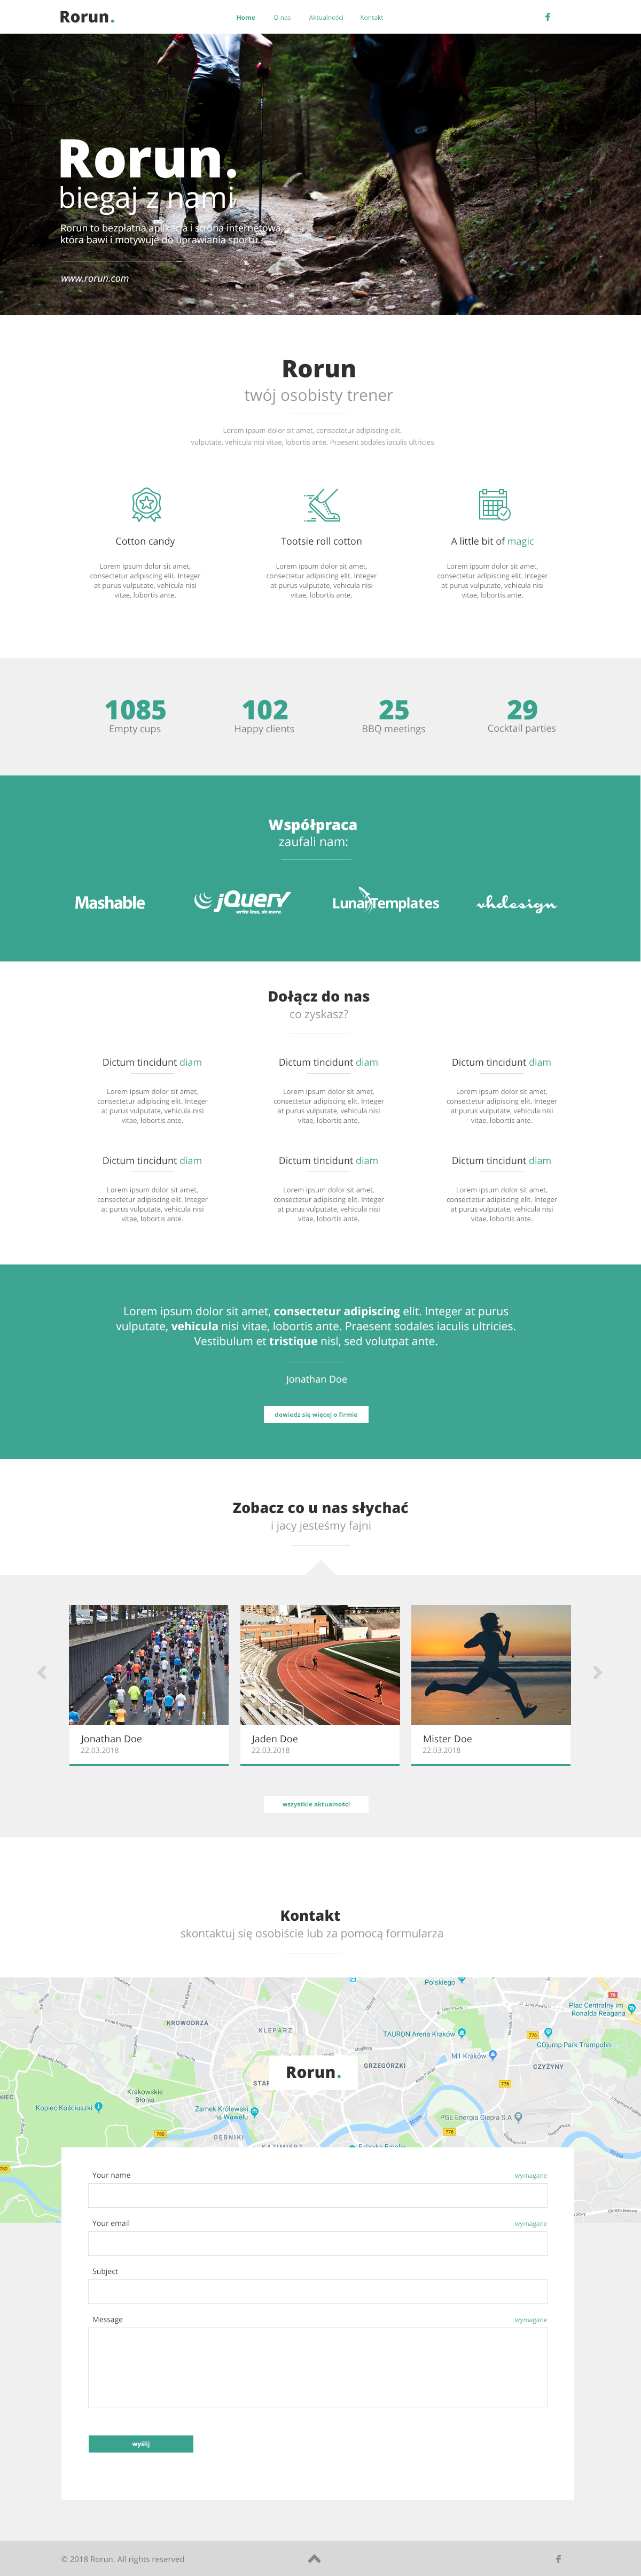 Rorun.
Home O nas Aktualności Kontakt
Rorun.
biegaj z nami
Rorun to bezpłatna aplikacja i strona internetowa,
która bawi i motywuje do uprawiania sportu.
www.rorun.com
Rorun
twój osobisty trener
Lorem ipsum dolor sit amet, consectetur adipiscing elit.
vulputate, vehicula nisi vitae, lobortis ante. Praesent sodales iaculis ultricies
Cotton candy
Lorem ipsum dolor sit amet,
consectetur adipiscing elit. Integer
at purus vulputate, vehicula nisi
vitae, lobortis ante.
Tootsie roll cotton
Lorem ipsum dolor sit amet,
consectetur adipiscing elit. Integer
at purus vulputate, vehicula nisi
vitae, lobortis ante.
A little bit of magic
Lorem ipsum dolor sit amet,
consectetur adipiscing elit. Integer
at purus vulputate, vehicula nisi
vitae, lobortis ante.
1085
Empty cups
102
Happy clients
25
BBQ meetings
29
Cocktail parties
Współpraca
zaufali nam:
Mashable
jQuery
write less, do more.
LunarTemplates
vhdesign
Dołącz do nas
co zyskasz?
Dictum tincidunt diam
Lorem ipsum dolor sit amet,
consectetur adipiscing elit. Integer
at purus vulputate, vehicula nisi
vitae, lobortis ante.
Dictum tincidunt diam
Lorem ipsum dolor sit amet,
consectetur adipiscing elit. Integer
at purus vulputate, vehicula nisi
vitae, lobortis ante.
Dictum tincidunt diam
Lorem ipsum dolor sit amet,
consectetur adipiscing elit. Integer
at purus vulputate, vehicula nisi
vitae, lobortis ante.
Dictum tincidunt diam
Lorem ipsum dolor sit amet,
consectetur adipiscing elit. Integer
at purus vulputate, vehicula nisi
vitae, lobortis ante.
Dictum tincidunt diam
Lorem ipsum dolor sit amet,
consectetur adipiscing elit. Integer
at purus vulputate, vehicula nisi
vitae, lobortis ante.
Dictum tincidunt diam
Lorem ipsum dolor sit amet,
consectetur adipiscing elit. Integer
at purus vulputate, vehicula nisi
vitae, lobortis ante.
Lorem ipsum dolor sit amet, consectetur adipiscing elit. Integer at purus
vulputate, vehicula nisi vitae, lobortis ante. Praesent sodales iaculis ultricies.
Vestibulum et tristique nisl, sed volutpat ante.
Jonathan Doe
dowiedz się więcej o firmie
Zobacz co u nas słychać
i jacy jesteśmy fajni
Jonathan Doe
22.03.2018
Jaden Doe
22.03.2018
Mister Doe
22.03.2018
wszystkie aktualności
Kontakt
skontaktuj się osobiście lub za pomocą formularza
Polskiego
79
Plac Centralny im.
Ronalda Reagana
KROWODRZA
KLEPARZ
TAURON Arena Kraków
776
GOjump Park Trampolin
M1 Kraków
GRZEGÓRZKI
CZYŻYNY
Rorun.
STAR
776
Krakowskie
Błonia
Kopiec Kościuszki
Zamek Królewski
na Wawelu
PGE Energia Ciepła S.A
780
DĘBNIKI
776
KAZIMIERZ
Fabryka Emalia
780
Your name wymagane
Your email wymagane
Subject
Message wymagane
wyślij
© 2018 Rorun. All rights reserved